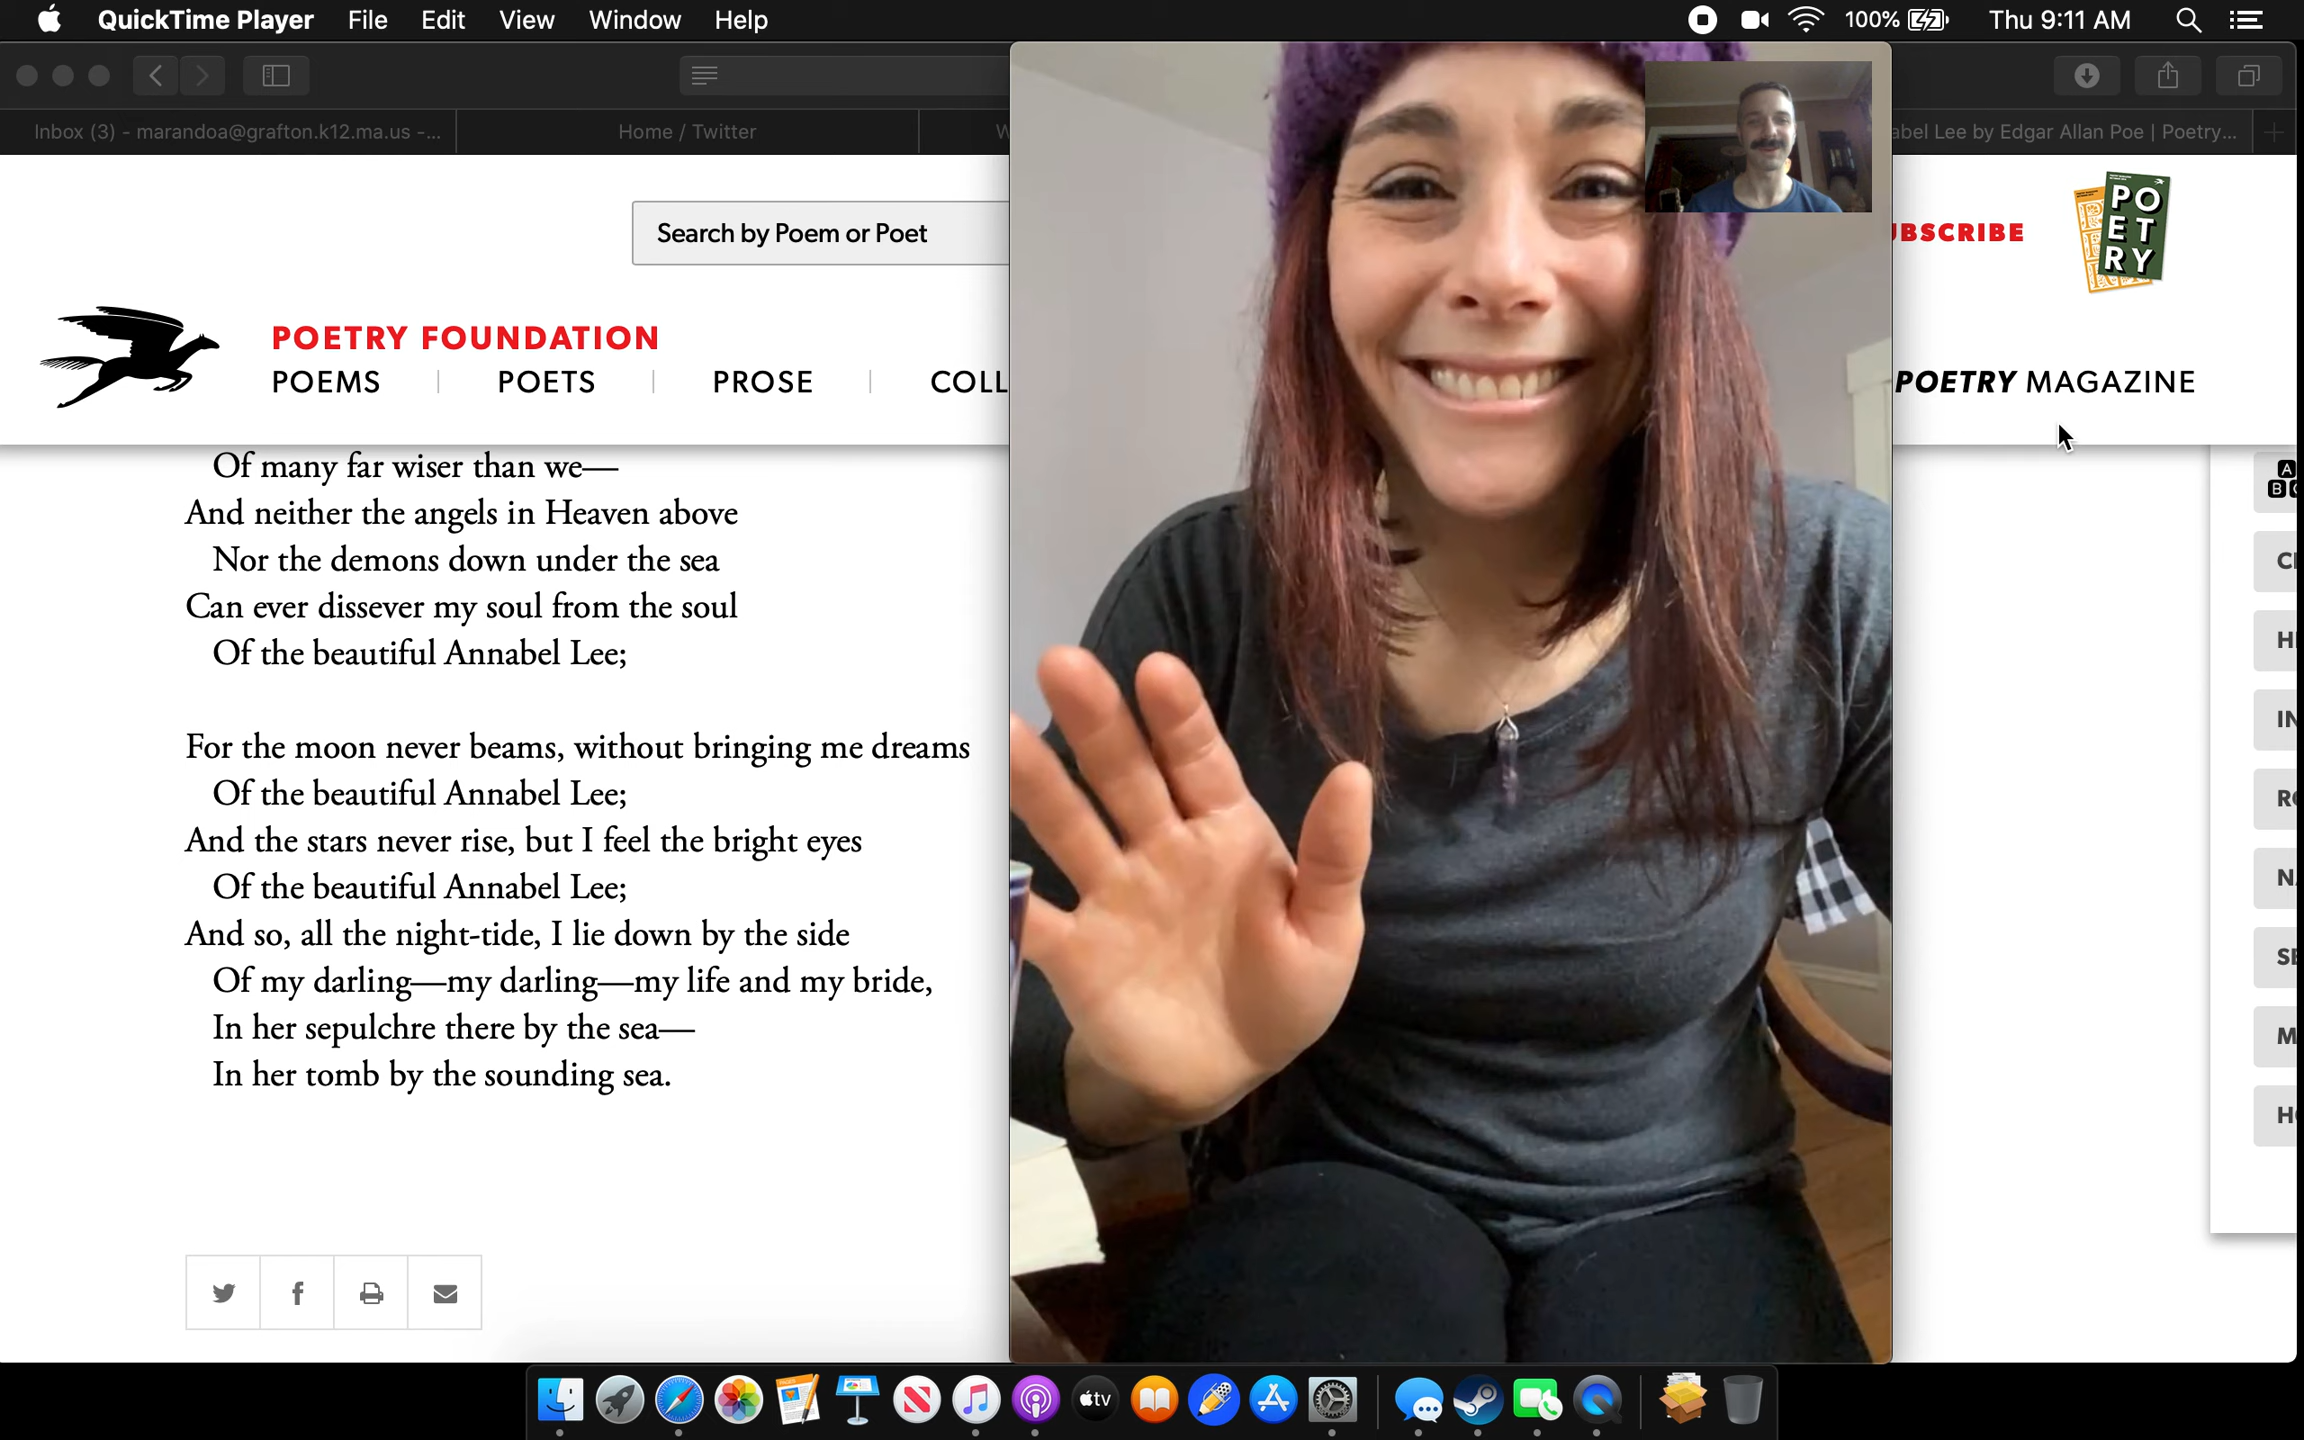 QuickTime Player File Edit View Window Help 100% Thu 9:11 AM
Inbox (3) - marandoa@grafton.k12.ma.us -... Home / Twitter W abel Lee by Edgar Allan Poe | Poetry...
Search by Poem or Poet
UBSCRIBE
PO
ET
RY
POETRY FOUNDATION
POEMS | POETS | PROSE | COLL
POETRY MAGAZINE
Of many far wiser than we—
And neither the angels in Heaven above
Nor the demons down under the sea
Can ever dissever my soul from the soul
Of the beautiful Annabel Lee;
For the moon never beams, without bringing me dreams
Of the beautiful Annabel Lee;
And the stars never rise, but I feel the bright eyes
Of the beautiful Annabel Lee;
And so, all the night-tide, I lie down by the side
Of my darling—my darling—my life and my bride,
In her sepulchre there by the sea—
In her tomb by the sounding sea.
A
B
HI
IN
SE
M
tv